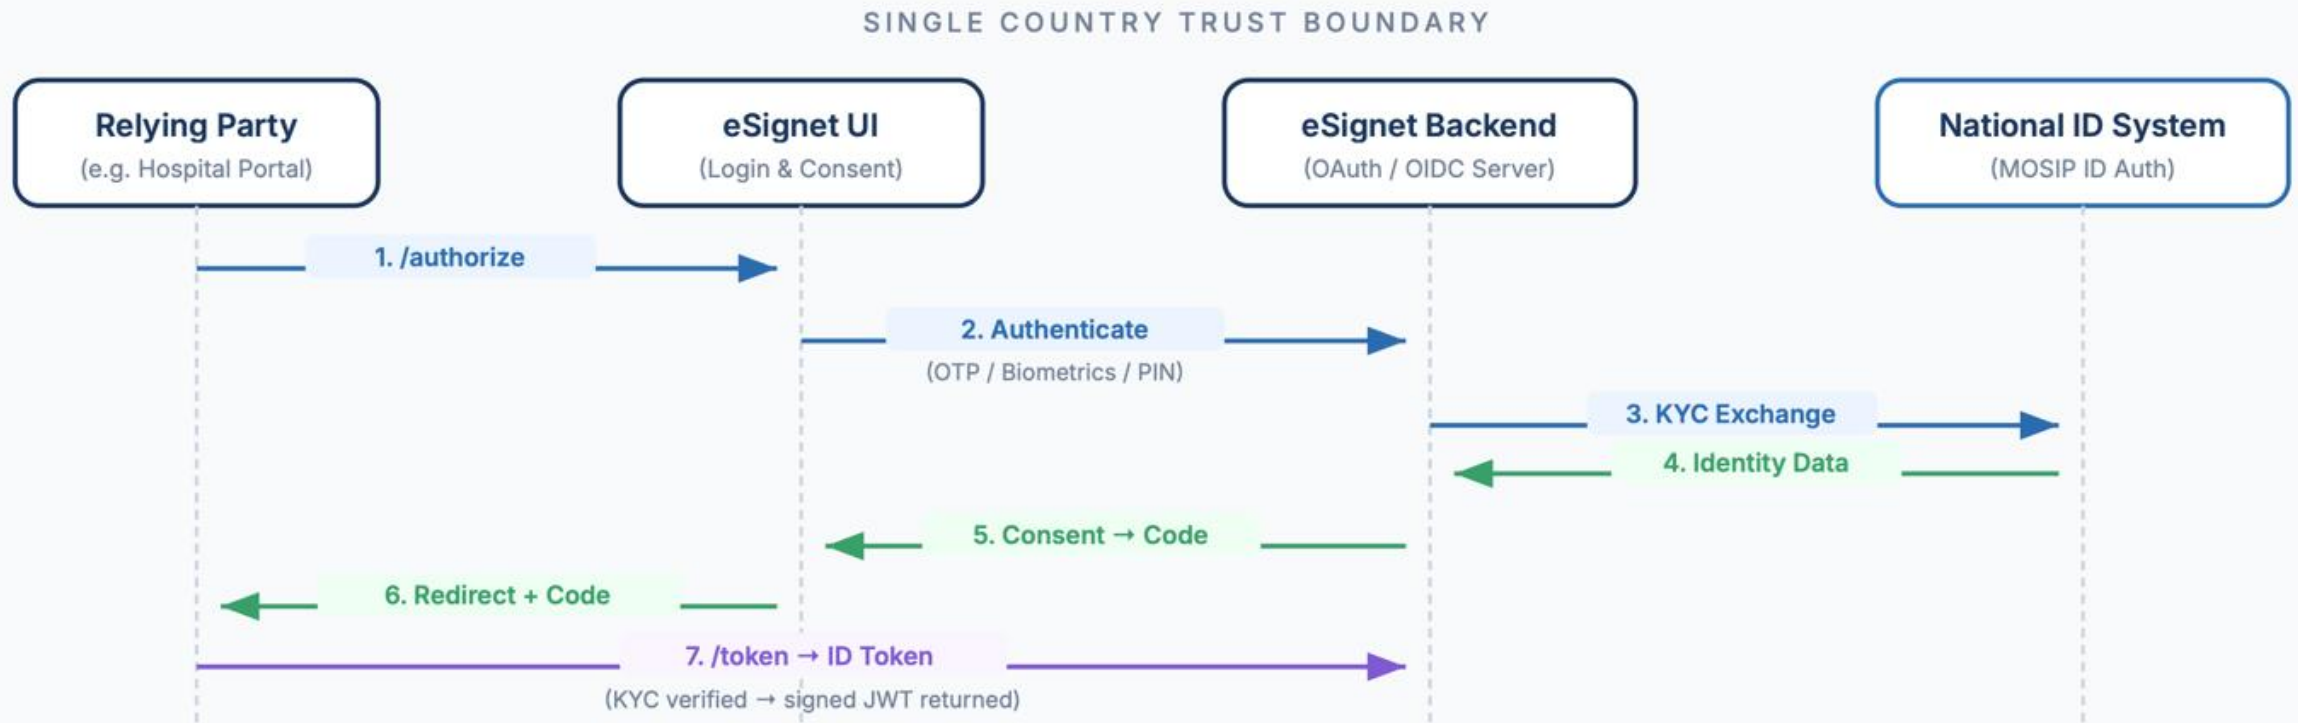 SINGLE COUNTRY TRUST BOUNDARY
Relying Party
(e.g. Hospital Portal)
eSignet UI
(Login & Consent)
eSignet Backend
(OAuth / OIDC Server)
National ID System
(MOSIP ID Auth)
1. /authorize
2. Authenticate
(OTP / Biometrics / PIN)
3. KYC Exchange
4. Identity Data
5. Consent → Code
6. Redirect + Code
7. /token → ID Token
(KYC verified → signed JWT returned)